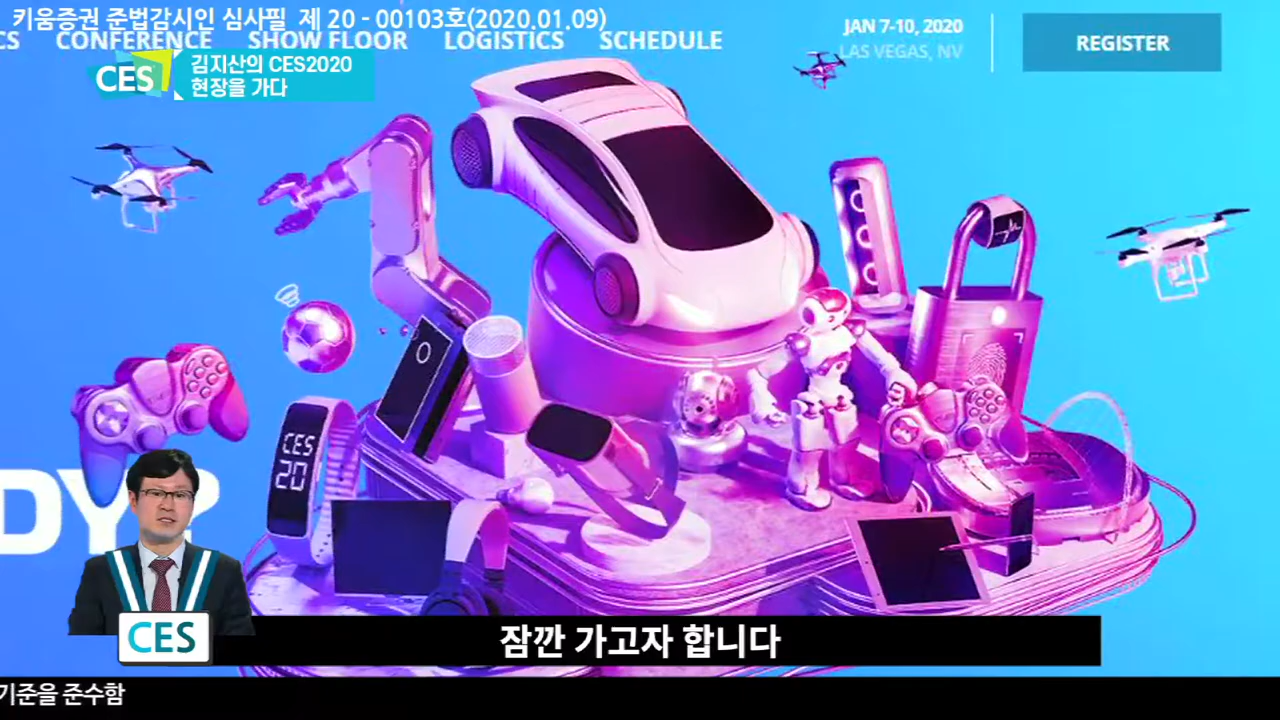 키움증권 준법감시인 심사필 제 20 - 00103호(2020.01.09)
CS CONFERENCE SHOW FLOOR LOGISTICS SCHEDULE
JAN 7-10, 2020
LAS VEGAS, NV
REGISTER
CES
김지산의 CES2020
현장을 가다
CES
20
DY?
CES
잠깐 가고자 합니다
기준을 준수함